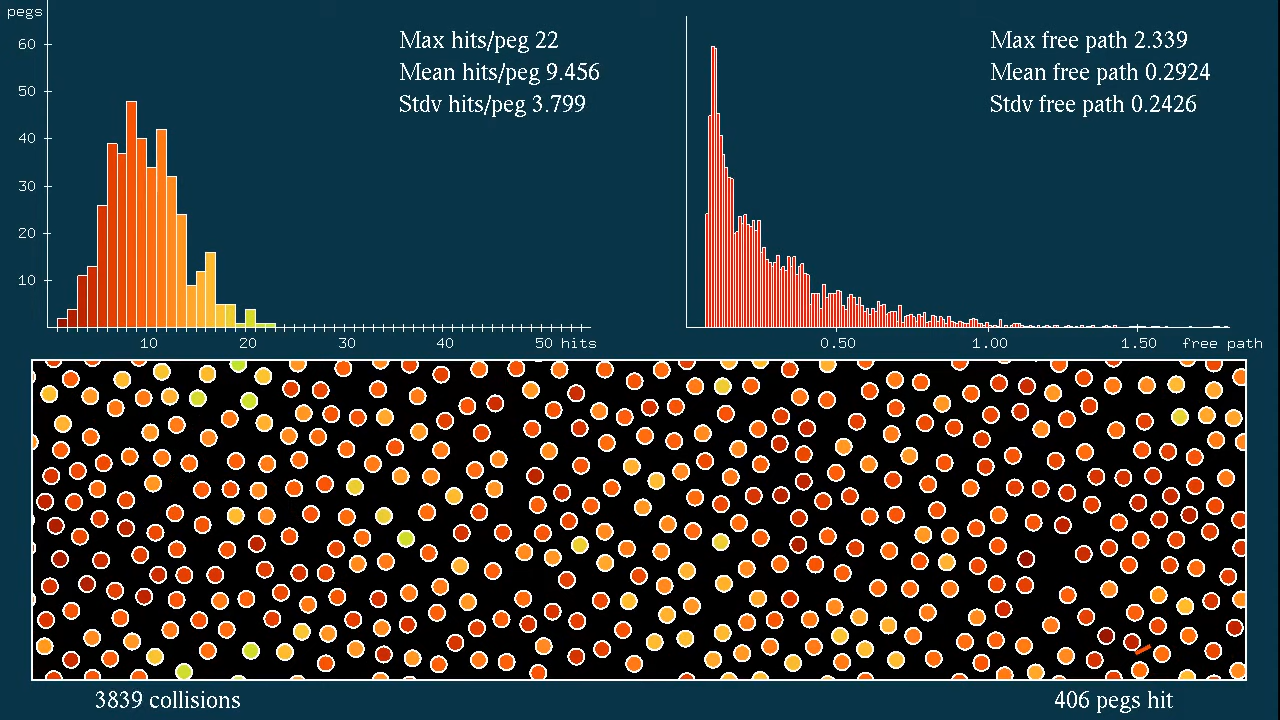 pegs
60
50
40
30
20
10
Max hits/peg 22
Mean hits/peg 9.456
Stdv hits/peg 3.799
10 20 30 40 50 hits
Max free path 2.339
Mean free path 0.2924
Stdv free path 0.2426
0.50 1.00 1.50 free path
3839 collisions
406 pegs hit